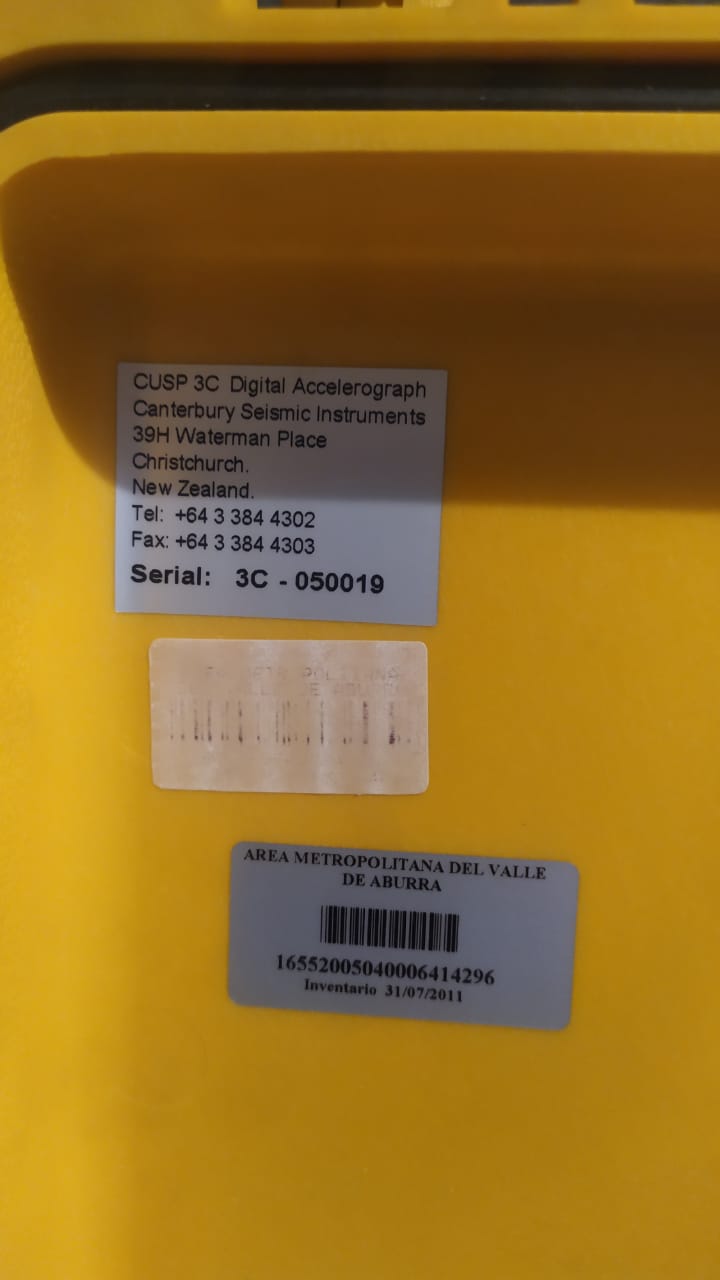 CUSP 3C Digital Accelerograph
Canterbury Seismic Instruments
39H Waterman Place
Christchurch.
New Zealand.
Tel: +64 3 384 4302
Fax: +64 3 384 4303
Serial: 3C - 050019
AREA METROPOLITANA DEL VALLE
DE ABURRA
16552005040006414296
Inventario 31/07/2011